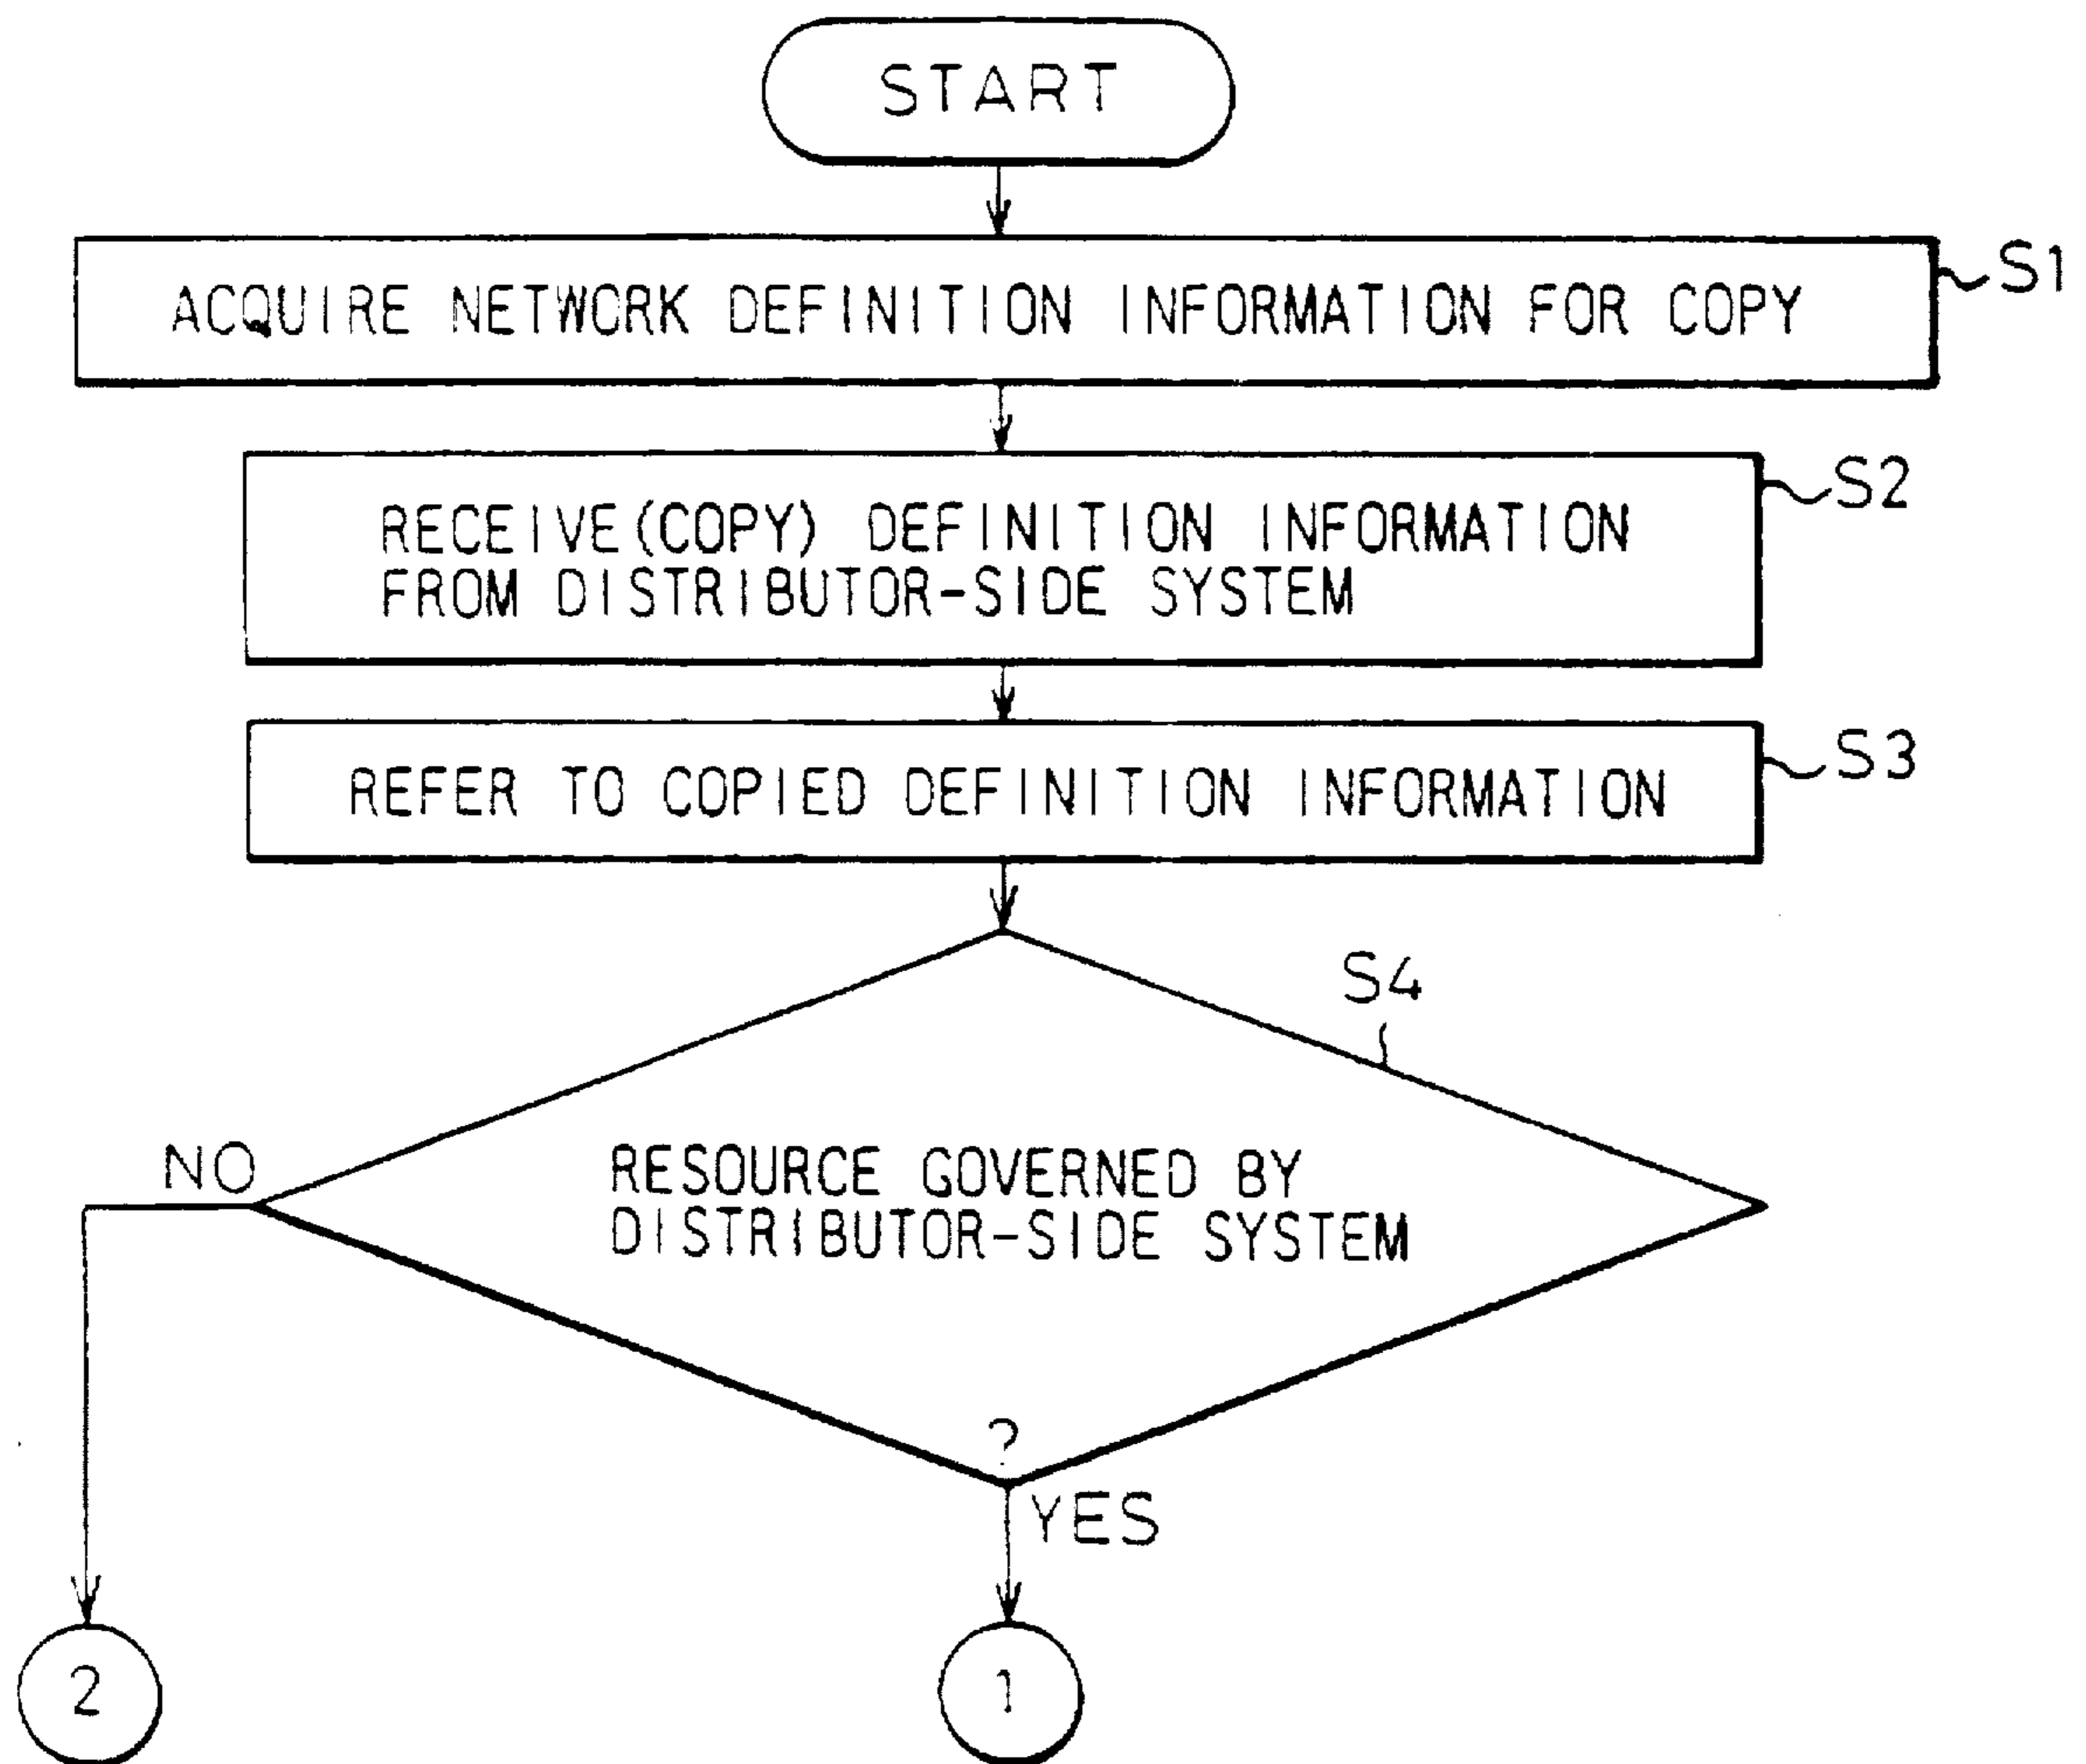 START
ACQUIRE NETWORK DEFINITION INFORMATION FOR COPY
S1
RECEIVE(COPY) DEFINITION INFORMATION
FROM DISTRIBUTOR-SIDE SYSTEM
S2
REFER TO COPIED DEFINITION INFORMATION
S3
S4
RESOURCE GOVERNED BY
DISTRIBUTOR-SIDE SYSTEM
?
NO
YES
2
1